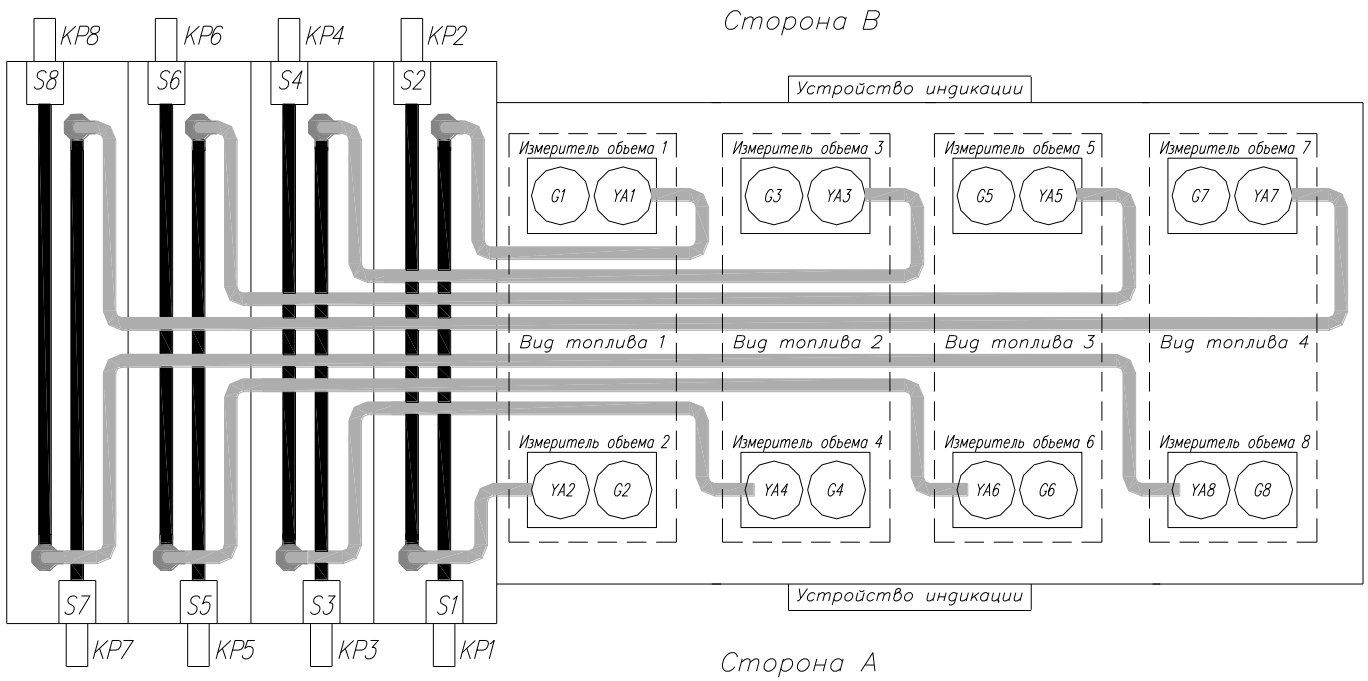 Сторона В
КР8 КР6 КР4 КР2
S8 S6 S4 S2
Устройство индикации
Измеритель обьема 1 Измеритель обьема 3 Измеритель обьема 5 Измеритель обьема 7
G1 YA1 G3 YA3 G5 YA5 G7 YA7
Вид топлива 1 Вид топлива 2 Вид топлива 3 Вид топлива 4
Измеритель обьема 2 Измеритель обьема 4 Измеритель обьема 6 Измеритель обьема 8
YA2 G2 YA4 G4 YA6 G6 YA8 G8
S7 S5 S3 S1
Устройство индикации
КР7 КР5 КР3 КР1
Сторона А